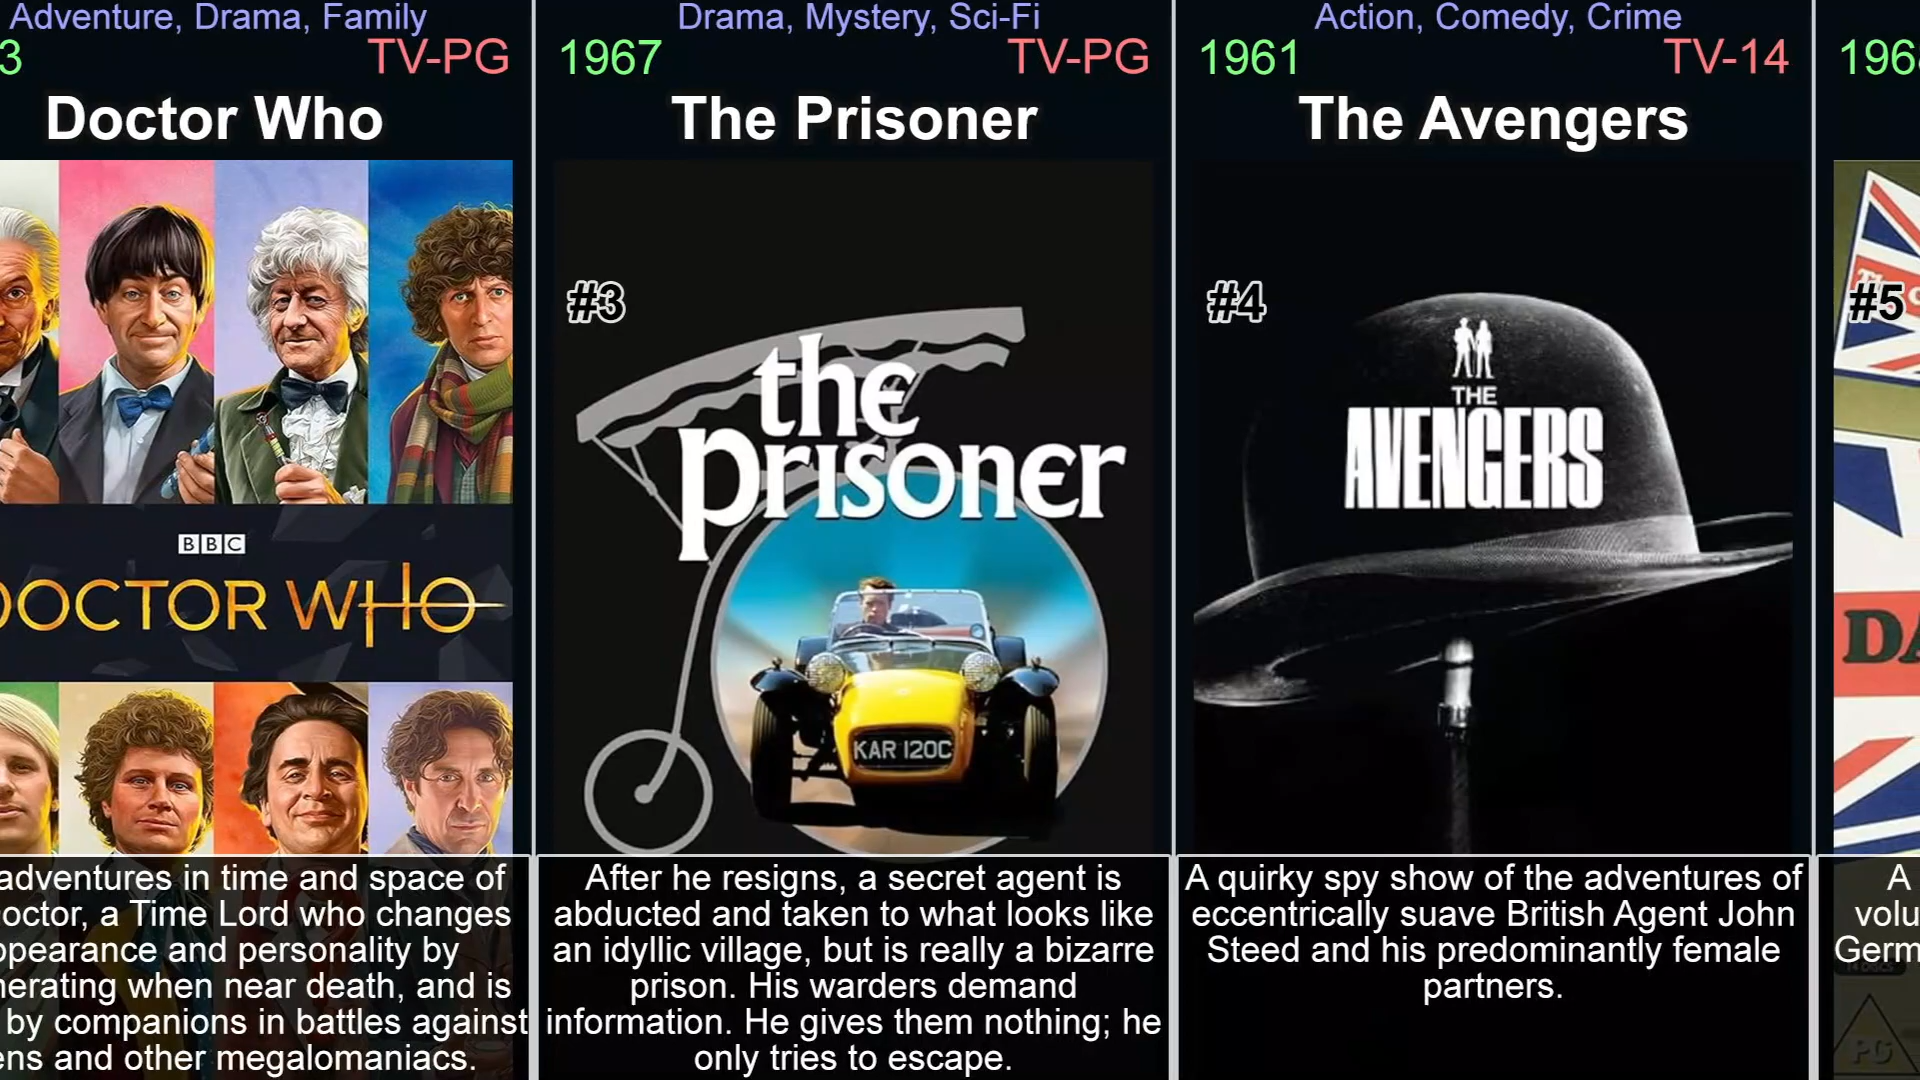 Adventure, Drama, Family
3
TV-PG
Doctor Who
BBC
DOCTOR WHO
adventures in time and space of
octor, a Time Lord who changes
ppearance and personality by
nerating when near death, and is
by companions in battles against
ens and other megalomaniacs.
Drama, Mystery, Sci-Fi
1967
TV-PG
The Prisoner
#3
the
prisoner
KAR 120C
After he resigns, a secret agent is
abducted and taken to what looks like
an idyllic village, but is really a bizarre
prison. His warders demand
information. He gives them nothing; he
only tries to escape.
Action, Comedy, Crime
1961
TV-14
The Avengers
#4
THE
AVENGERS
A quirky spy show of the adventures of
eccentrically suave British Agent John
Steed and his predominantly female
partners.
196
#5
DA
A
volu
Germ
PG